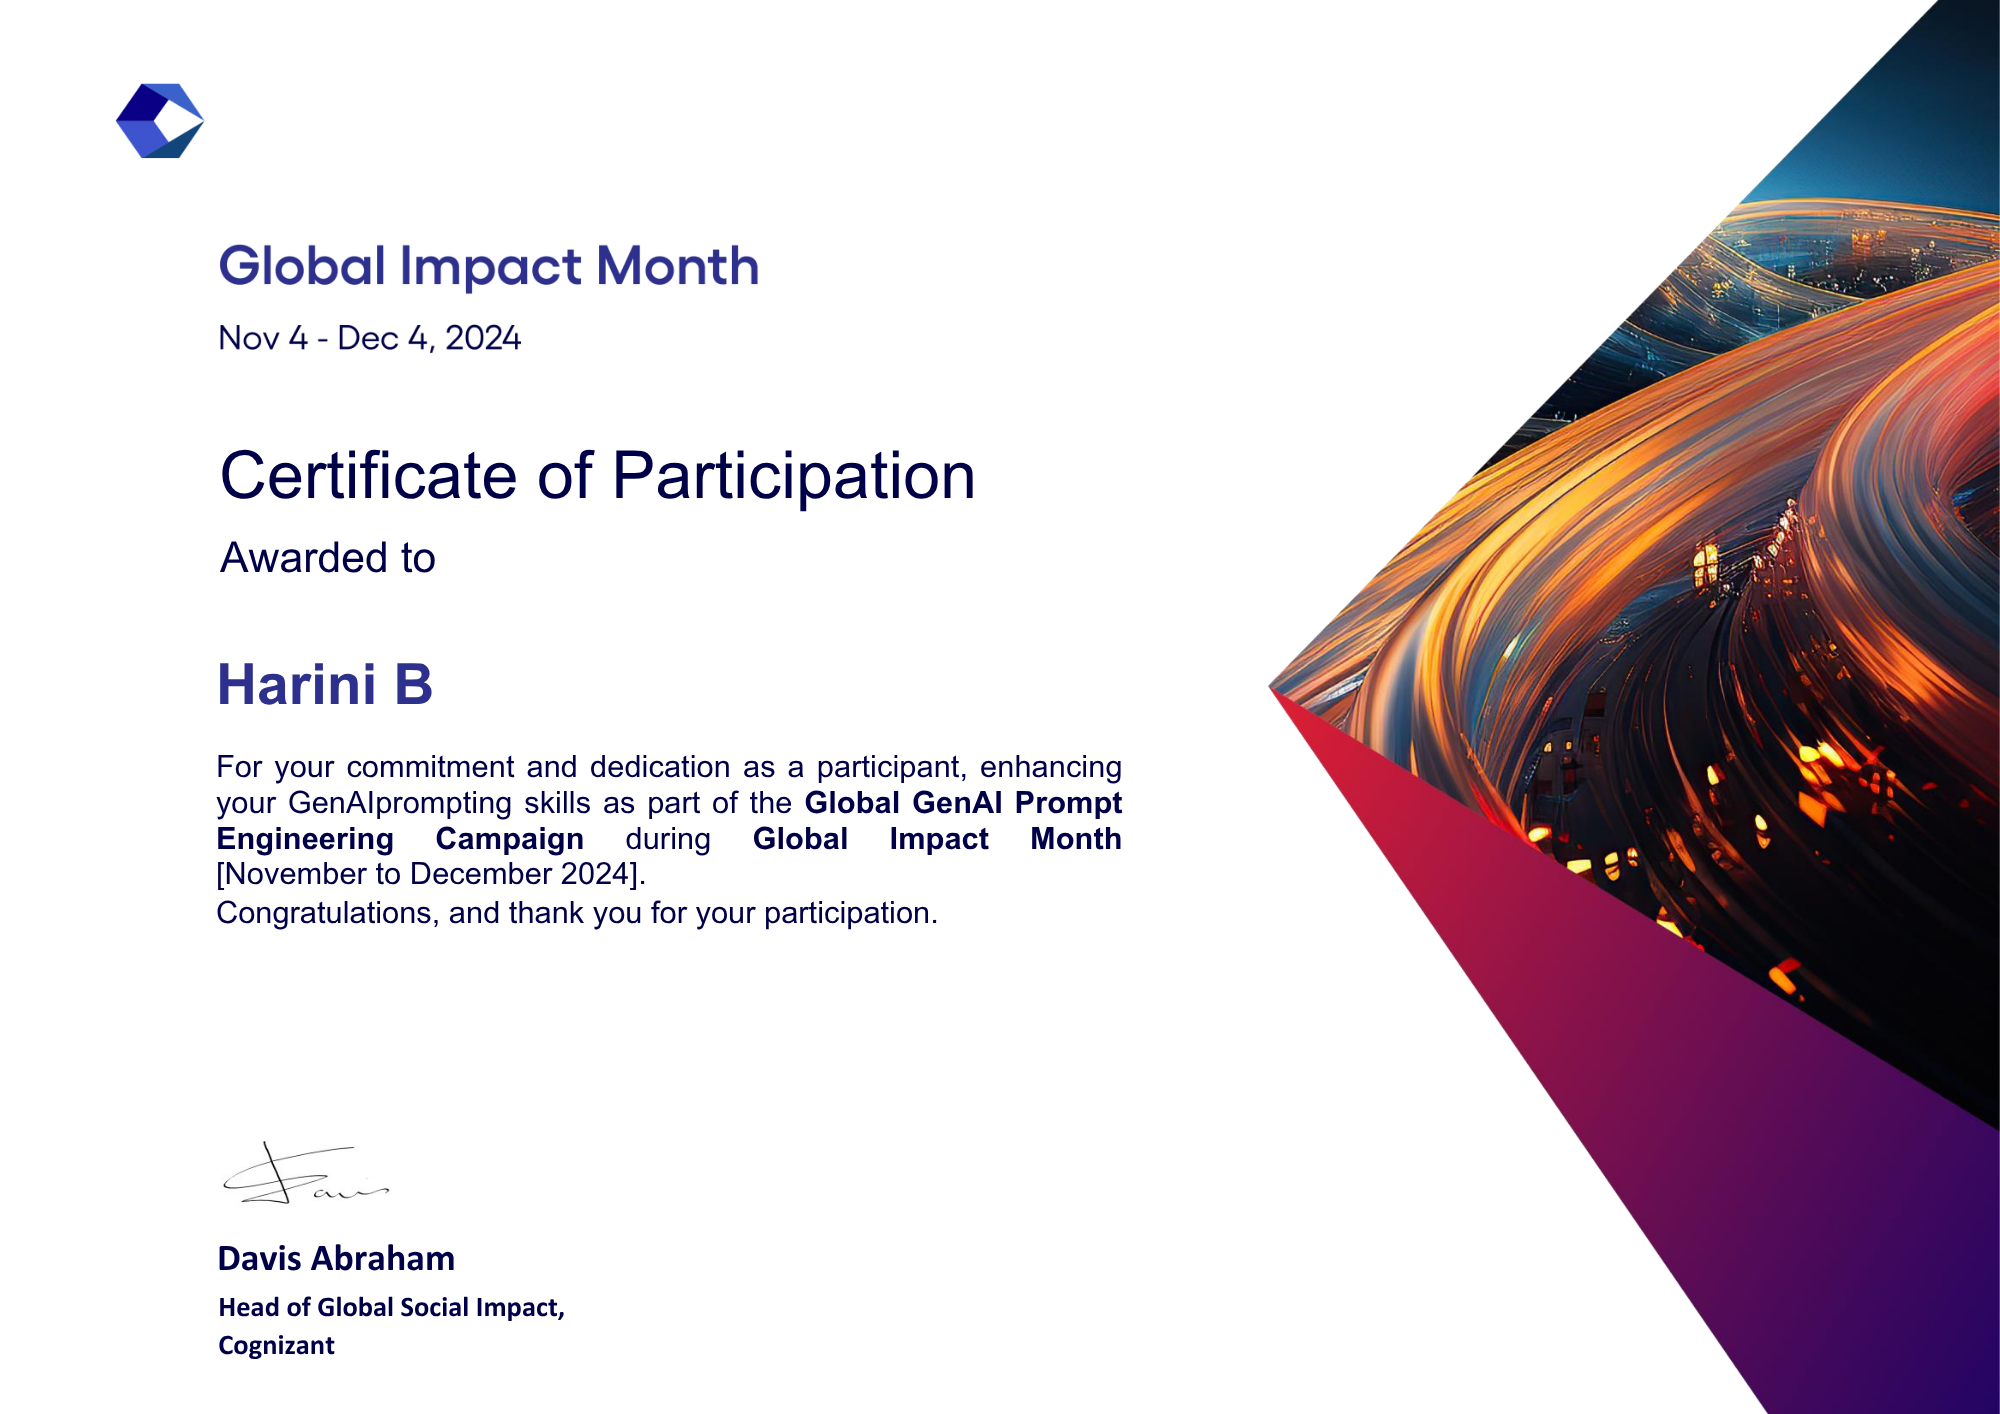 Global Impact Month
Nov 4 - Dec 4, 2024
Certificate of Participation
Awarded to
Harini B
For your commitment and dedication as a participant, enhancing
your GenAIprompting skills as part of the Global GenAI Prompt
Engineering Campaign during Global Impact Month
[November to December 2024].
Congratulations, and thank you for your participation.
Davis Abraham
Head of Global Social Impact,
Cognizant